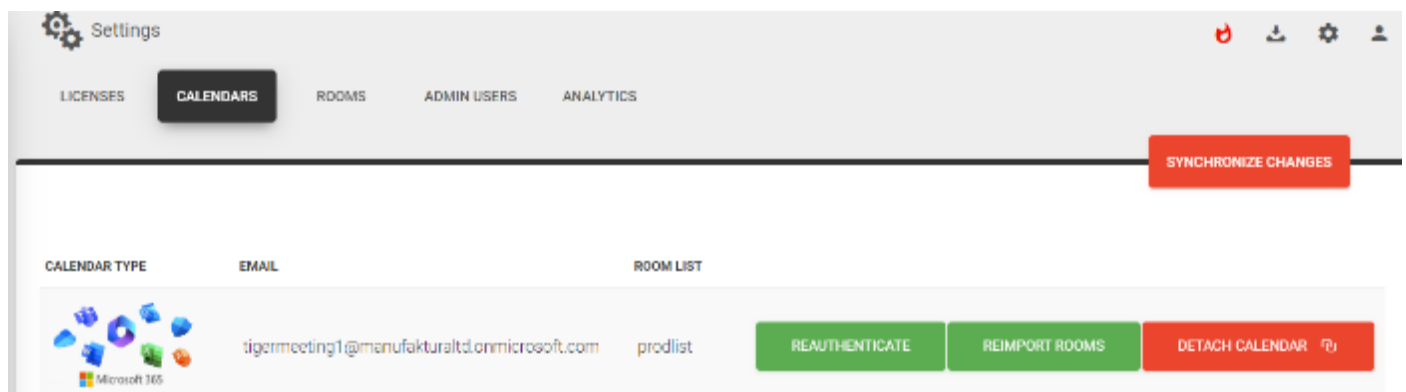 Settings
LICENSES CALENDARS ROOMS ADMIN USERS ANALYTICS
SYNCHRONIZE CHANGES
CALENDAR TYPE EMAIL ROOM LIST
tigermeeting1@manufakturaltd.onmicrosoft.com prodlist REAUTHENTICATE REIMPORT ROOMS DETACH CALENDAR
Microsoft 365